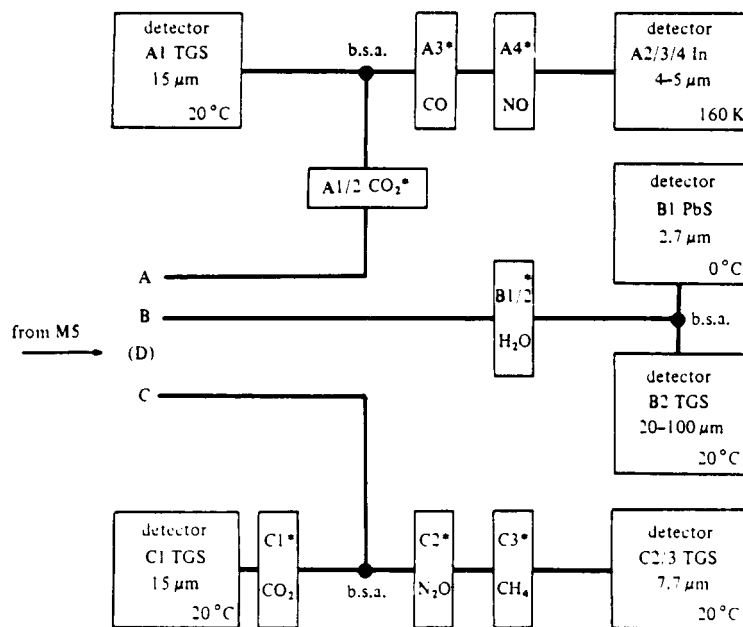 detector
A1 TGS
15 μm
20°C
b.s.a.
A3*
CO
A4*
NO
detector
A2/3/4 In
4–5 μm
160 K
A1/2 CO₂*
detector
B1 PbS
2.7 μm
0°C
A
B
from M5
(D)
C
*
B1/2
H₂O
b.s.a.
detector
B2 TGS
20–100 μm
20°C
detector
C1 TGS
15 μm
20°C
C1*
CO₂
b.s.a.
C2*
N₂O
C3*
CH₄
detector
C2/3 TGS
7.7 μm
20°C